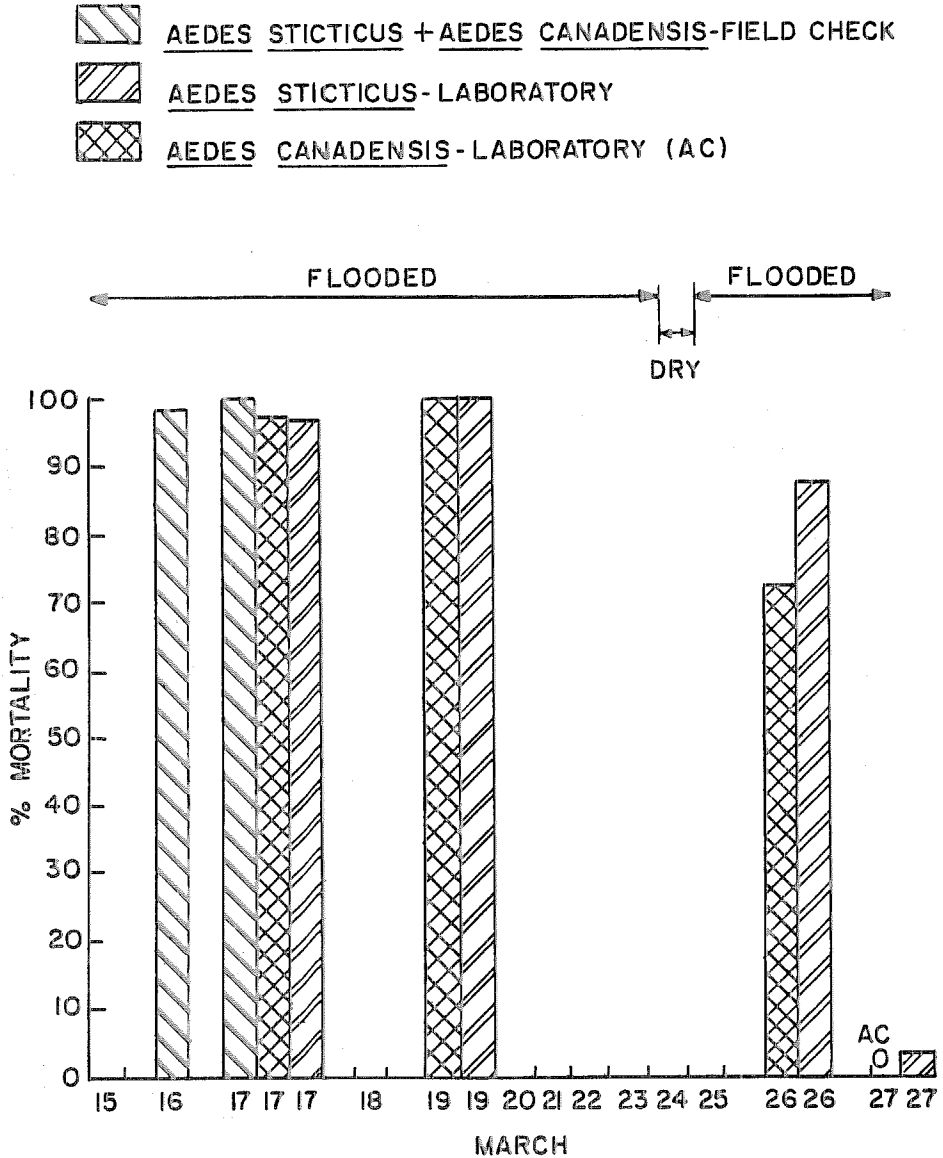 AEDES STICTICUS + AEDES CANADENSIS-FIELD CHECK
AEDES STICTICUS-LABORATORY
AEDES CANADENSIS-LABORATORY (AC)
FLOODED
FLOODED
DRY
100
90
80
70
60
50
40
30
20
10
0
% MORTALITY
AC
0
15 16 17 17 17 18 19 19 20 21 22 23 24 25 26 26 27 27
MARCH